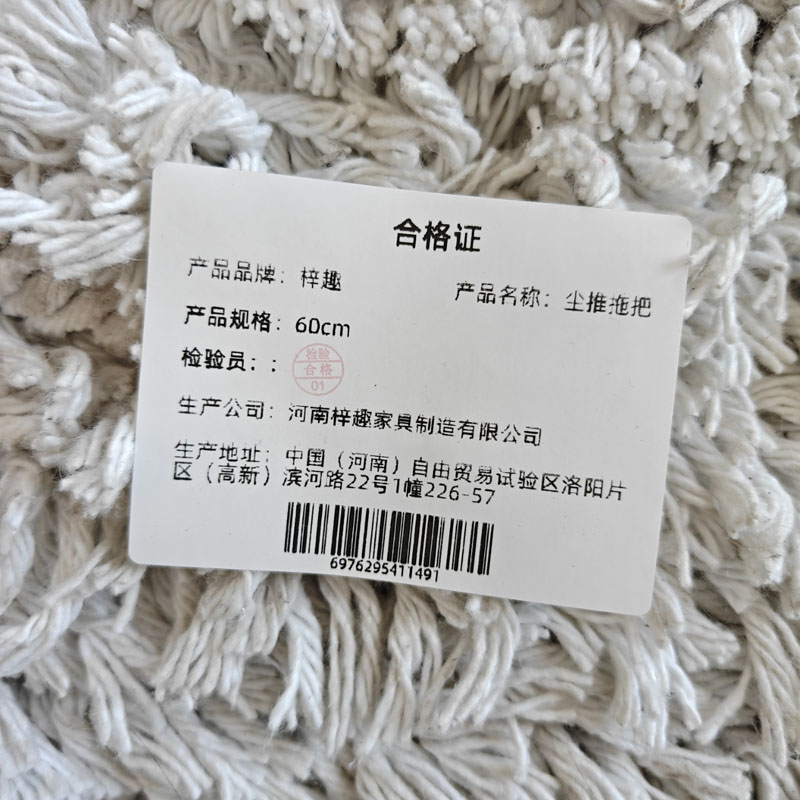 合格证
产品品牌：梓趣 产品名称：尘推拖把
产品规格：60cm
检验员：：
检验
合格
01
生产公司：河南梓趣家具制造有限公司
生产地址：中国（河南）自由贸易试验区洛阳片
区（高新）滨河路22号1幢226-57
6976295411491